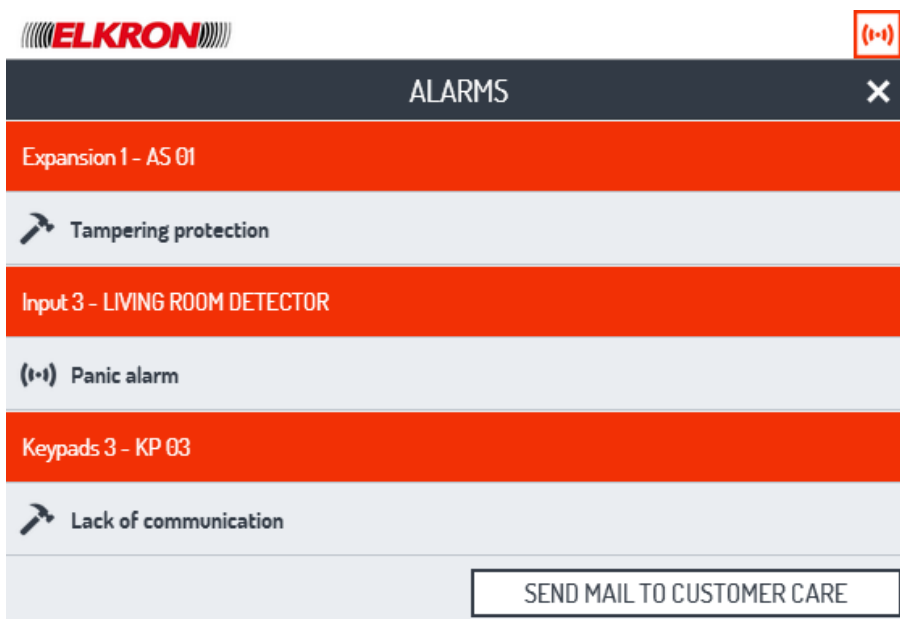 ELKRON
ALARMS
Expansion 1 - AS 01
Tampering protection
Input 3 - LIVING ROOM DETECTOR
Panic alarm
Keypads 3 - KP 03
Lack of communication
SEND MAIL TO CUSTOMER CARE